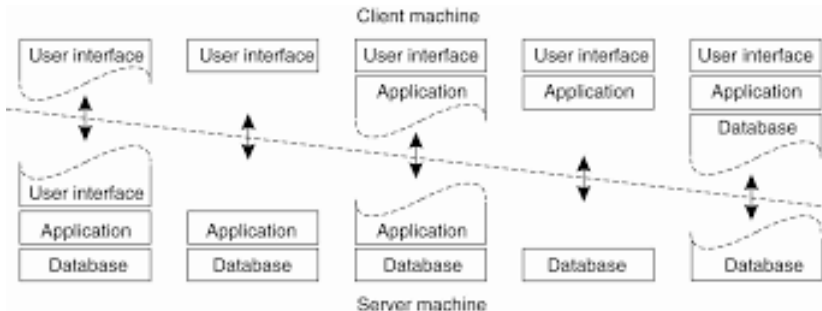 Client machine
User interface User interface User interface User interface User interface
Application Application Application
Database
User interface
Application Application Application
Database Database Database Database Database
Server machine